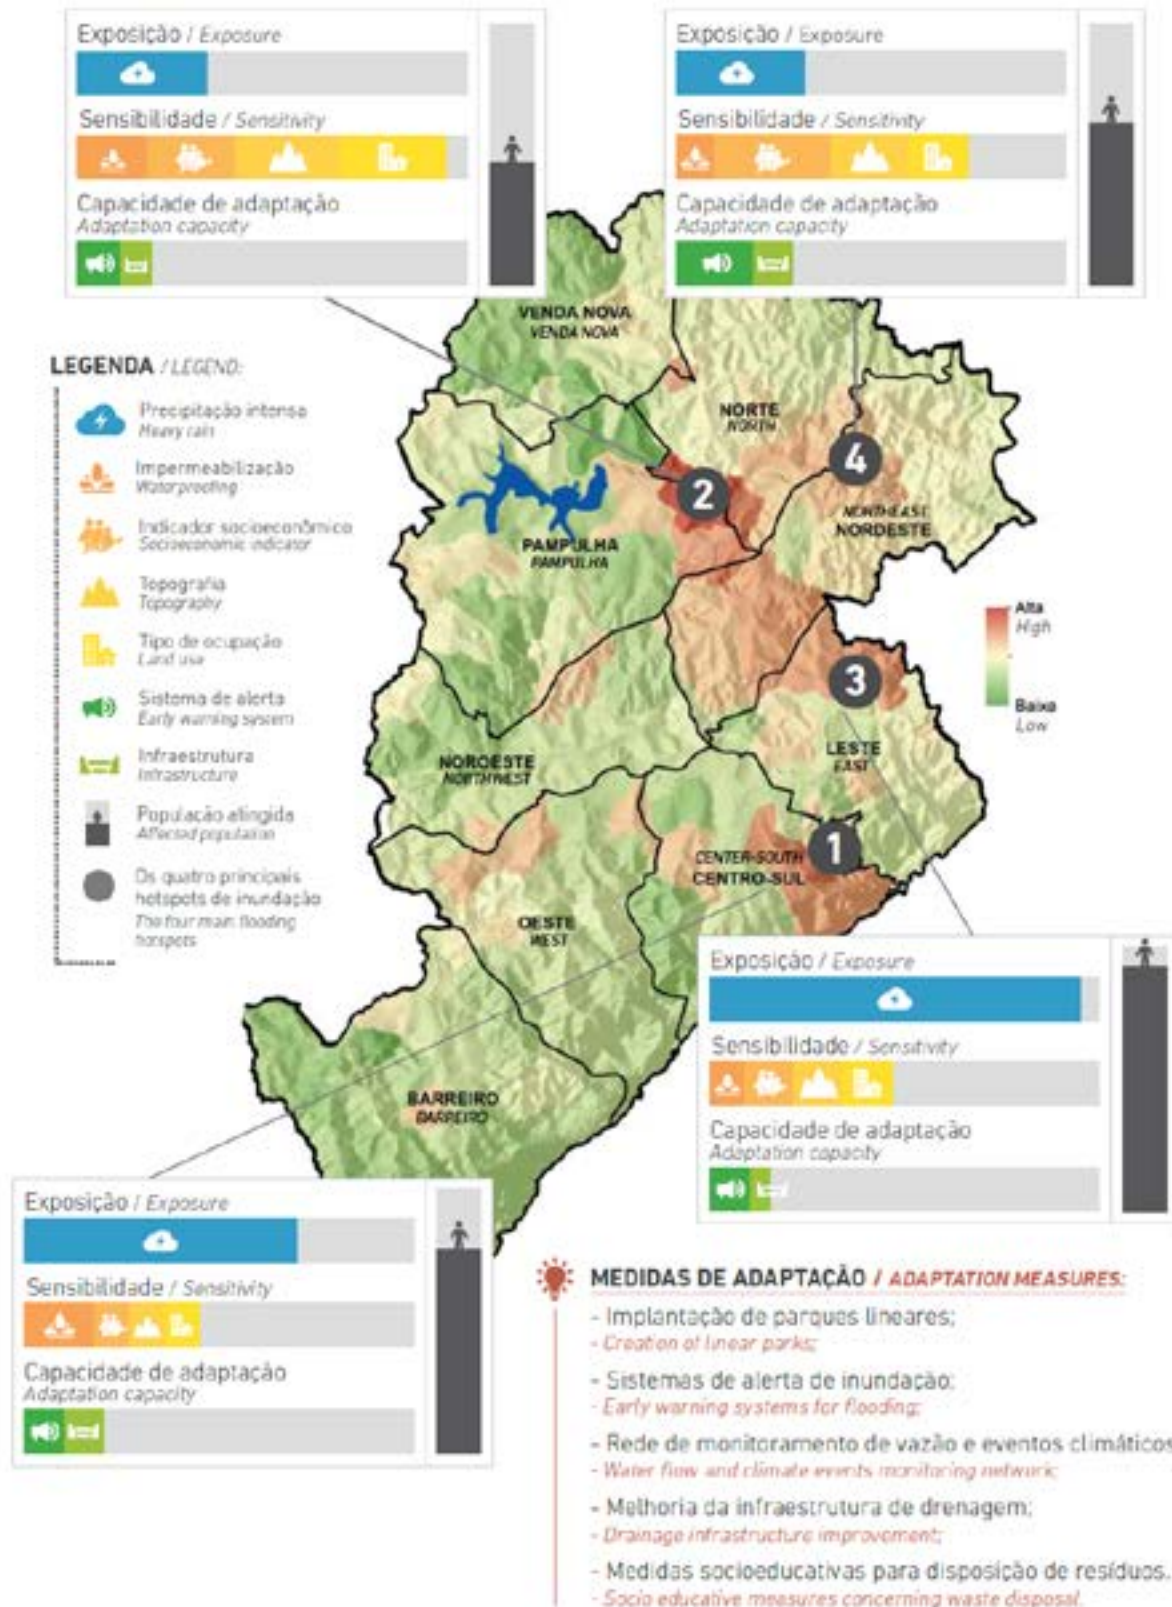 Exposição / Exposure
Sensibilidade / Sensitivity
Capacidade de adaptação
Adaptation capacity
Exposição / Exposure
Sensibilidade / Sensitivity
Capacidade de adaptação
Adaptation capacity
LEGENDA / LEGEND:
Precipitação intensa
Heavy rain
Impermeabilização
Waterproofing
Indicador socioeconômico
Socioeconomic indicator
Topografia
Topography
Tipo de ocupação
Land use
Sistema de alerta
Early warning system
Infraestrutura
Infrastructure
População atingida
Affected population
Os quatro principais
hotspots de inundação
The four main flooding
hotspots
VENDA NOVA
VENDA NOVA
NORTE
NORTH
4
2
NORTHEAST
NORDESTE
PAMPULHA
PAMPULHA
Alta
High
Baixa
Low
3
LESTE
EAST
NOROESTE
NORTHWEST
1
CENTER-SOUTH
CENTRO-SUL
OESTE
WEST
BARREIRO
BARREIRO
Exposição / Exposure
Sensibilidade / Sensitivity
Capacidade de adaptação
Adaptation capacity
Exposição / Exposure
Sensibilidade / Sensitivity
Capacidade de adaptação
Adaptation capacity
MEDIDAS DE ADAPTAÇÃO / ADAPTATION MEASURES:
- Implantação de parques lineares;
- Creation of linear parks;
- Sistemas de alerta de inundação;
- Early warning systems for flooding;
- Rede de monitoramento de vazão e eventos climáticos
- Water flow and climate events monitoring network;
- Melhoria da infraestrutura de drenagem;
- Drainage infrastructure improvement;
- Medidas socioeducativas para disposição de resíduos.
- Socio educative measures concerning waste disposal.